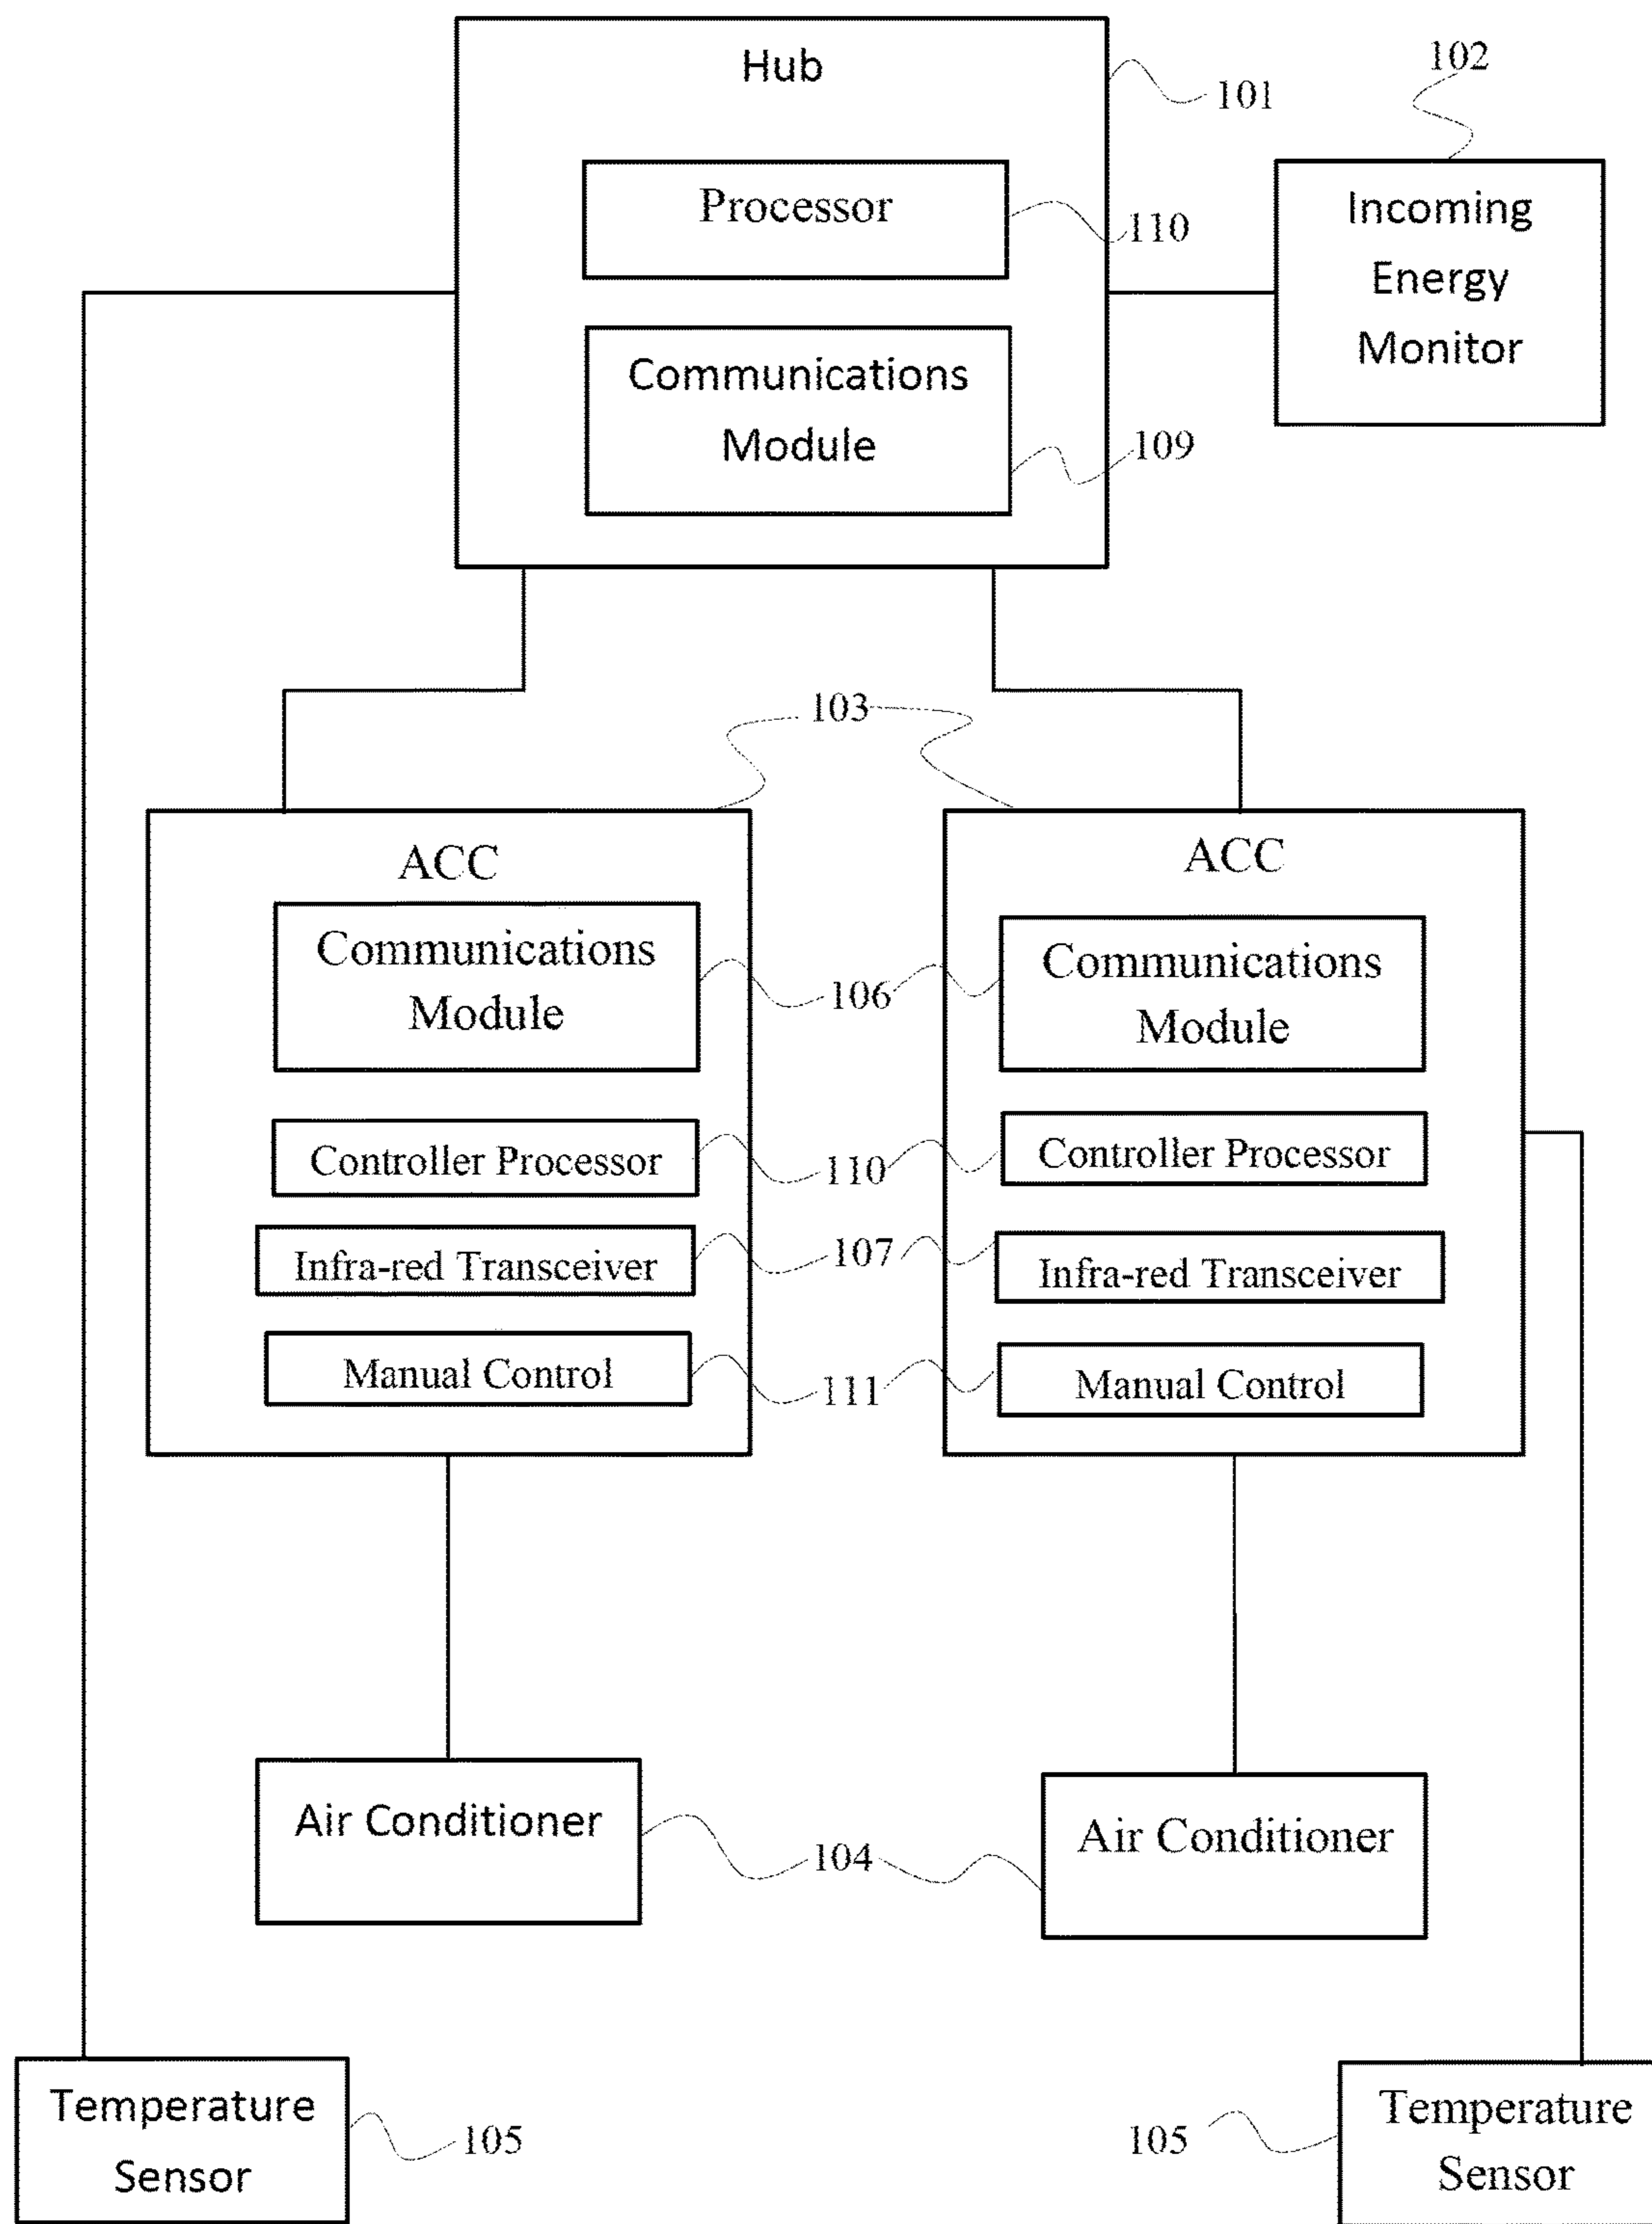 Hub
101
102
Processor
110
Incoming
Energy
Monitor
Communications
Module
109
103
ACC
ACC
Communications
Module
106
Communications
Module
Controller Processor
110
Controller Processor
Infra-red Transceiver
107
Infra-red Transceiver
Manual Control
111
Manual Control
Air Conditioner
104
Air Conditioner
Temperature
Sensor
105
105
Temperature
Sensor